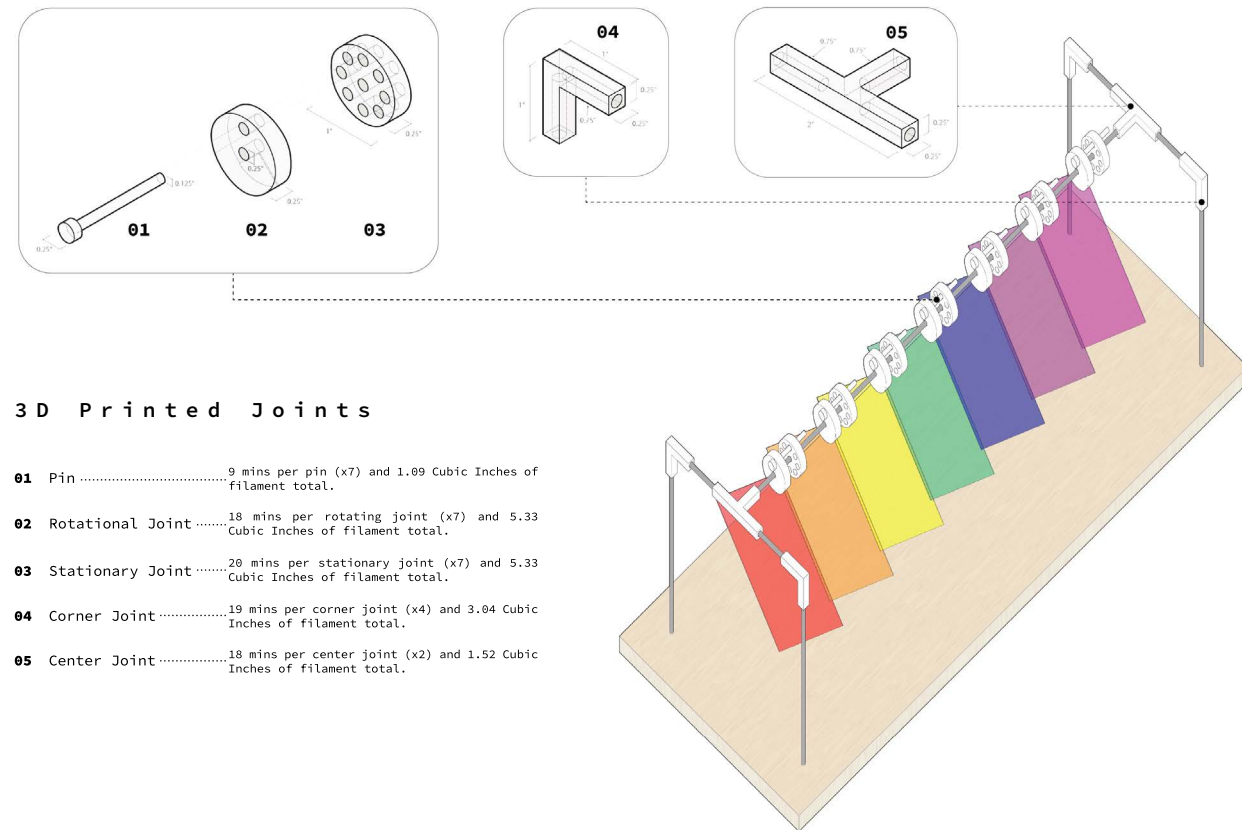 04
05
1"
1"
0.25"
0.75"
0.25"
0.75"
0.75"
2"
0.25"
0.25"
1"
0.25"
0.25"
0.25"
0.125"
0.25"
01
02
03
3D Printed Joints
01 Pin 9 mins per pin (x7) and 1.09 Cubic Inches of
filament total.
02 Rotational Joint 18 mins per rotating joint (x7) and 5.33
Cubic Inches of filament total.
03 Stationary Joint 20 mins per stationary joint (x7) and 5.33
Cubic Inches of filament total.
04 Corner Joint 19 mins per corner joint (x4) and 3.04 Cubic
Inches of filament total.
05 Center Joint 18 mins per center joint (x2) and 1.52 Cubic
Inches of filament total.